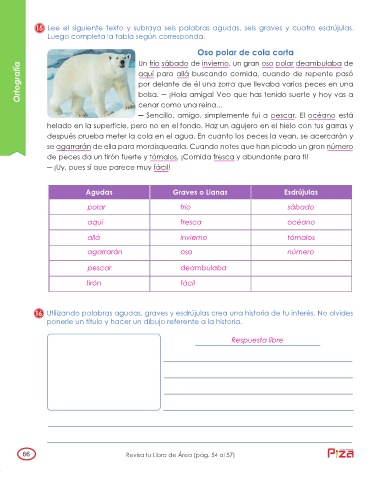 15 Lee el siguiente texto y subraya seis palabras agudas, seis graves y cuatro esdrújulas.
Luego completa la tabla según corresponda.
Ortografía
Oso polar de cola corta
Un frío sábado de invierno, un gran oso polar deambulaba de
aquí para allá buscando comida, cuando de repente pasó
por delante de él una zorra que llevaba varios peces en una
bolsa. — ¡Hola amiga! Veo que has tenido suerte y hoy vas a
cenar como una reina...
— Sencillo, amigo, simplemente fui a pescar. El océano está
helado en la superficie, pero no en el fondo. Haz un agujero en el hielo con tus garras y
después prueba meter la cola en el agua. En cuanto los peces la vean, se acercarán y
se agarrarán de ella para mordisquearla. Cuando notes que han picado un gran número
de peces da un tirón fuerte y tómalos. ¡Comida fresca y abundante para ti!
— ¡Uy, pues sí que parece muy fácil!
Agudas Graves o Llanas Esdrújulas
polar frío sábado
aquí fresca océano
allá invierno tómalos
agarrarán oso número
pescar deambulaba
tirón fácil
16 Utilizando palabras agudas, graves y esdrújulas crea una historia de tu interés. No olvides
ponerle un título y hacer un dibujo referente a la historia.
Respuesta libre
66 Revisa tu Libro de Área (pág. 54 al 57)